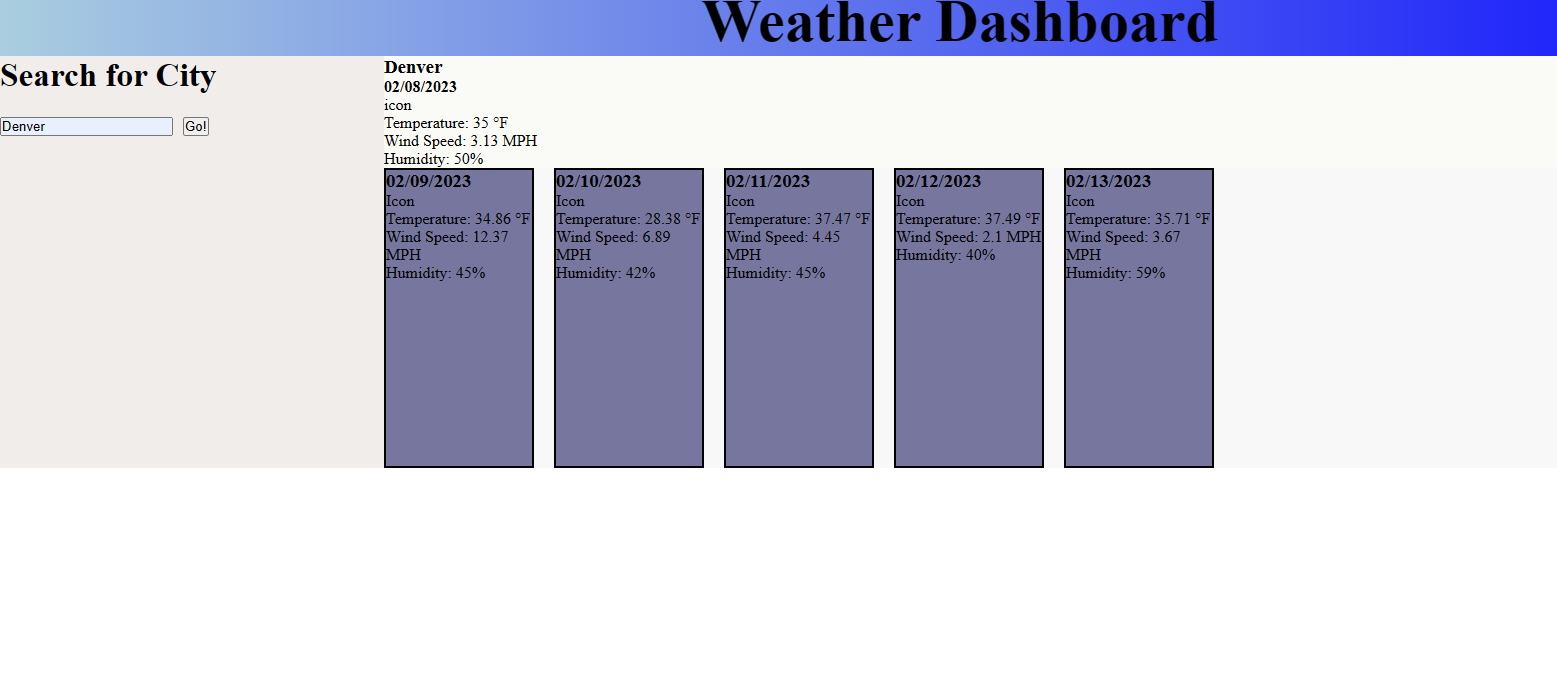 Weather Dashboard
Search for City
Denver
Go!
Denver
02/08/2023
icon
Temperature: 35 °F
Wind Speed: 3.13 MPH
Humidity: 50%
02/09/2023
Icon
Temperature: 34.86 °F
Wind Speed: 12.37
MPH
Humidity: 45%
02/10/2023
Icon
Temperature: 28.38 °F
Wind Speed: 6.89
MPH
Humidity: 42%
02/11/2023
Icon
Temperature: 37.47 °F
Wind Speed: 4.45
MPH
Humidity: 45%
02/12/2023
Icon
Temperature: 37.49 °F
Wind Speed: 2.1 MPH
Humidity: 40%
02/13/2023
Icon
Temperature: 35.71 °F
Wind Speed: 3.67
MPH
Humidity: 59%